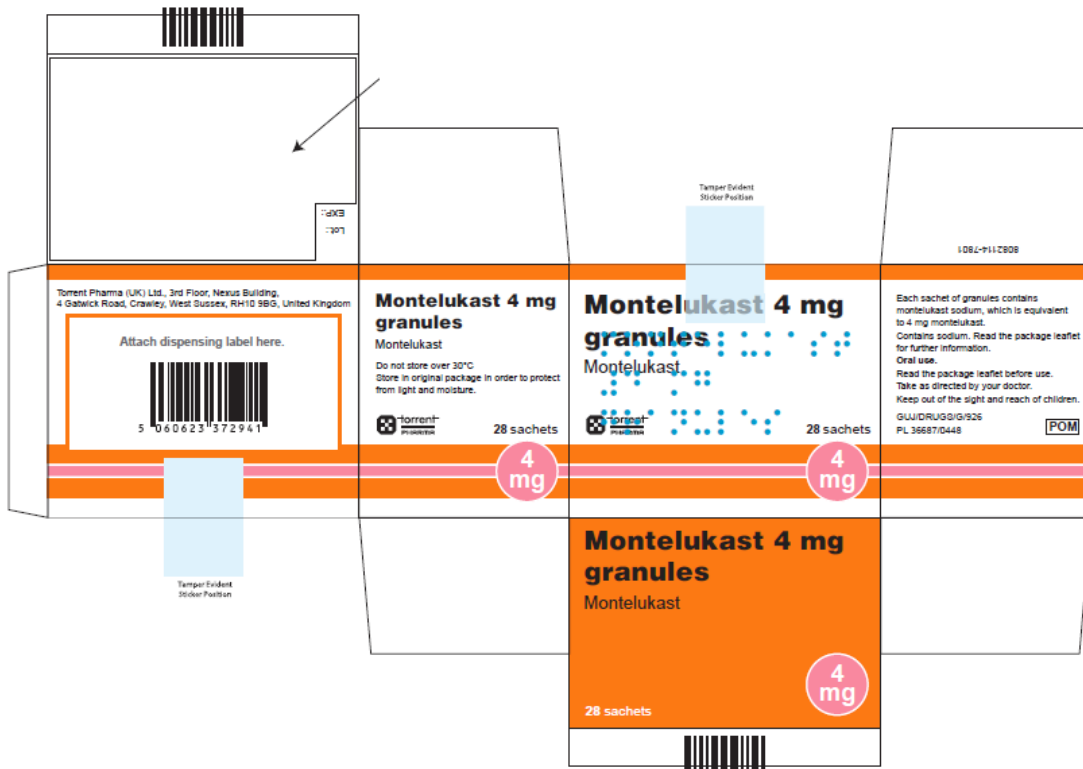 Tamper Evident
Sticker Position
Lot:
EXP.:
8082114-7801
Torrent Pharma (UK) Ltd., 3rd Floor, Nexus Building,
4 Gatwick Road, Crawley, West Sussex, RH10 9BG, United Kingdom
Attach dispensing label here.
5 060623 372941
Tamper Evident
Sticker Position
Montelukast 4 mg
granules
Montelukast
Do not store over 30°C
Store in original package in order to protect
from light and moisture.
torrent
PHARMA
28 sachets
4
mg
Montelukast 4 mg
granules
Montelukast
torrent
PHARMA
28 sachets
4
mg
Each sachet of granules contains
montelukast sodium, which is equivalent
to 4 mg montelukast.
Contains sodium. Read the package leaflet
for further information.
Oral use.
Read the package leaflet before use.
Take as directed by your doctor.
Keep out of the sight and reach of children.
GUJ/DRUGS/G/926
PL 36687/0448
POM
Montelukast 4 mg
granules
Montelukast
4
mg
28 sachets